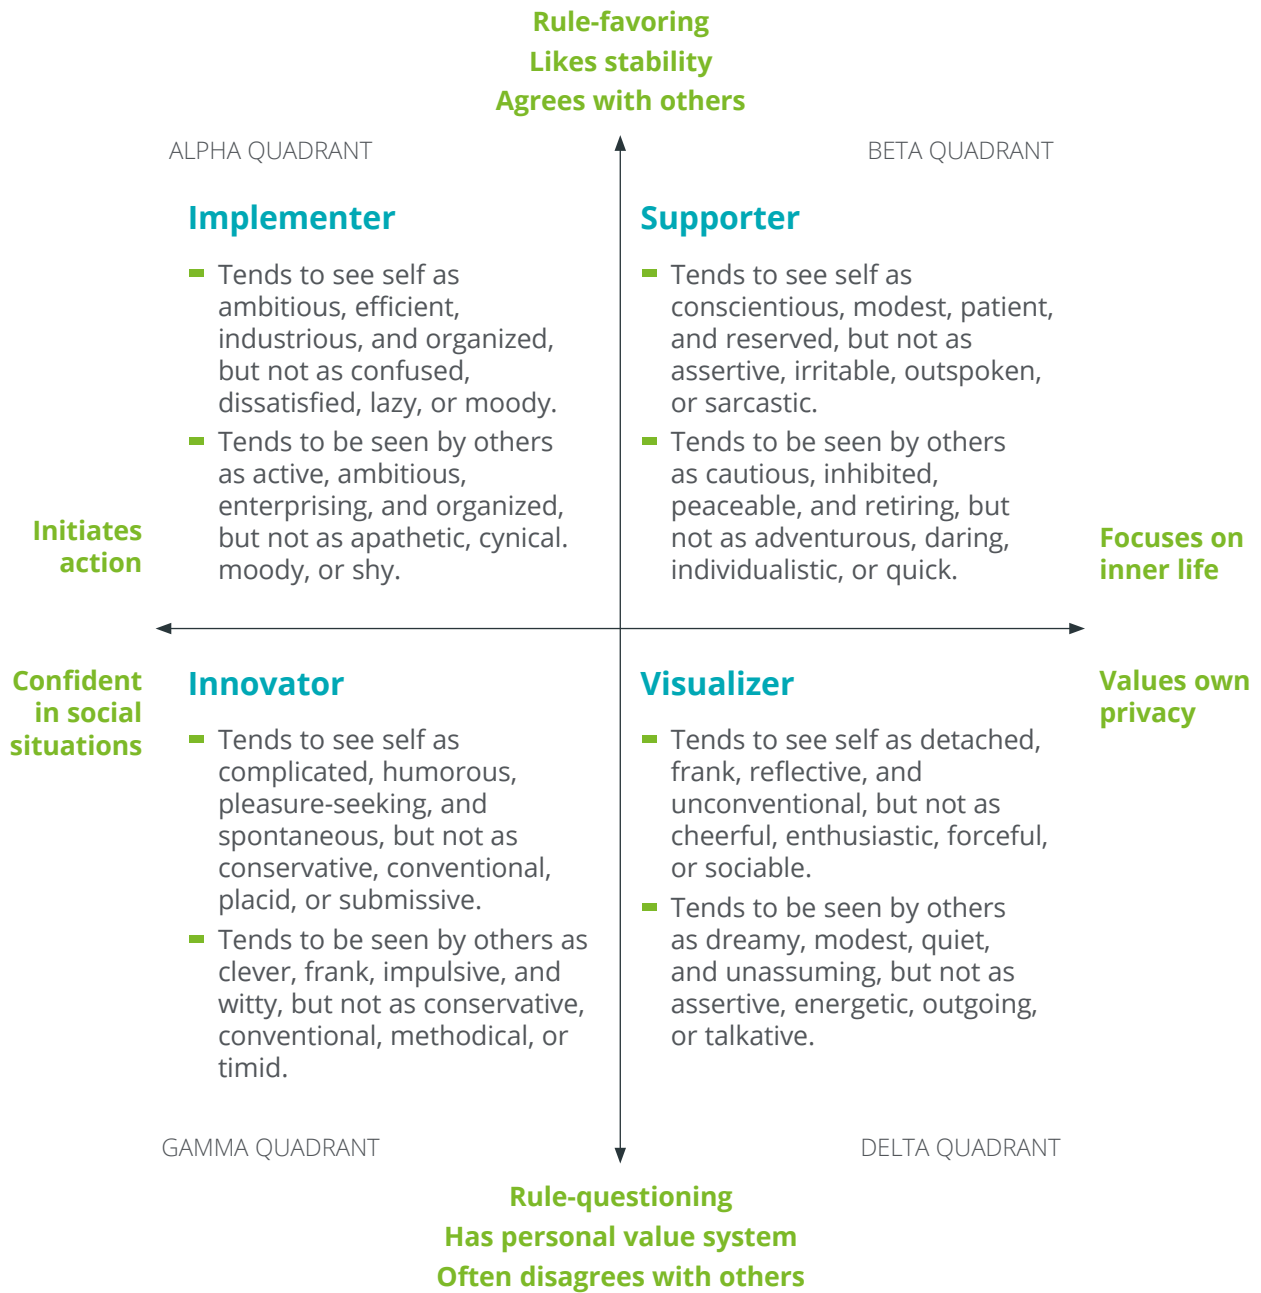 Rule-favoring
Likes stability
Agrees with others
ALPHA QUADRANT
BETA QUADRANT
Implementer
Tends to see self as
ambitious, efficient,
industrious, and organized,
but not as confused,
dissatisfied, lazy, or moody.
Tends to be seen by others
as active, ambitious,
enterprising, and organized,
but not as apathetic, cynical.
moody, or shy.
Supporter
Tends to see self as
conscientious, modest, patient,
and reserved, but not as
assertive, irritable, outspoken,
or sarcastic.
Tends to be seen by others
as cautious, inhibited,
peaceable, and retiring, but
not as adventurous, daring,
individualistic, or quick.
Initiates
action
Focuses on
inner life
Confident
in social
situations
Values own
privacy
Innovator
Tends to see self as
complicated, humorous,
pleasure-seeking, and
spontaneous, but not as
conservative, conventional,
placid, or submissive.
Tends to be seen by others as
clever, frank, impulsive, and
witty, but not as conservative,
conventional, methodical, or
timid.
Visualizer
Tends to see self as detached,
frank, reflective, and
unconventional, but not as
cheerful, enthusiastic, forceful,
or sociable.
Tends to be seen by others
as dreamy, modest, quiet,
and unassuming, but not as
assertive, energetic, outgoing,
or talkative.
GAMMA QUADRANT
DELTA QUADRANT
Rule-questioning
Has personal value system
Often disagrees with others